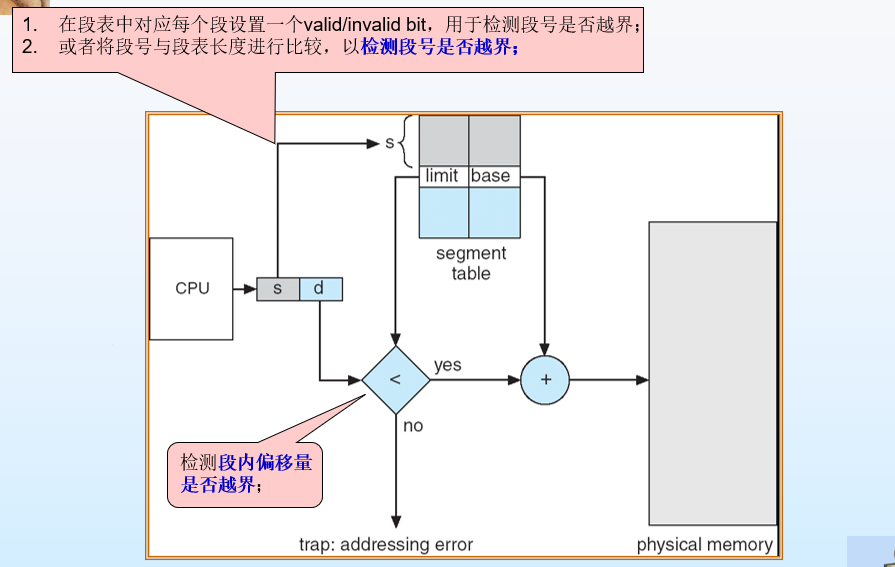 1. 在段表中对应每个段设置一个valid/invalid bit，用于检测段号是否越界；
2. 或者将段号与段表长度进行比较，以检测段号是否越界；
s
limit base
segment
table
CPU
s d
<
yes
+
no
检测段内偏移量
是否越界；
trap: addressing error
physical memory